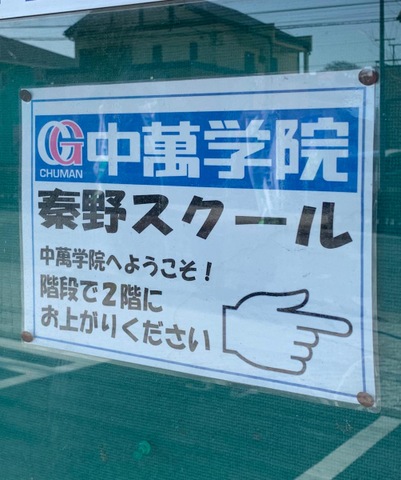 CG 中萬学院
CHUMAN
秦野スクール
中萬学院へようこそ！
階段で２階に
お上がりください